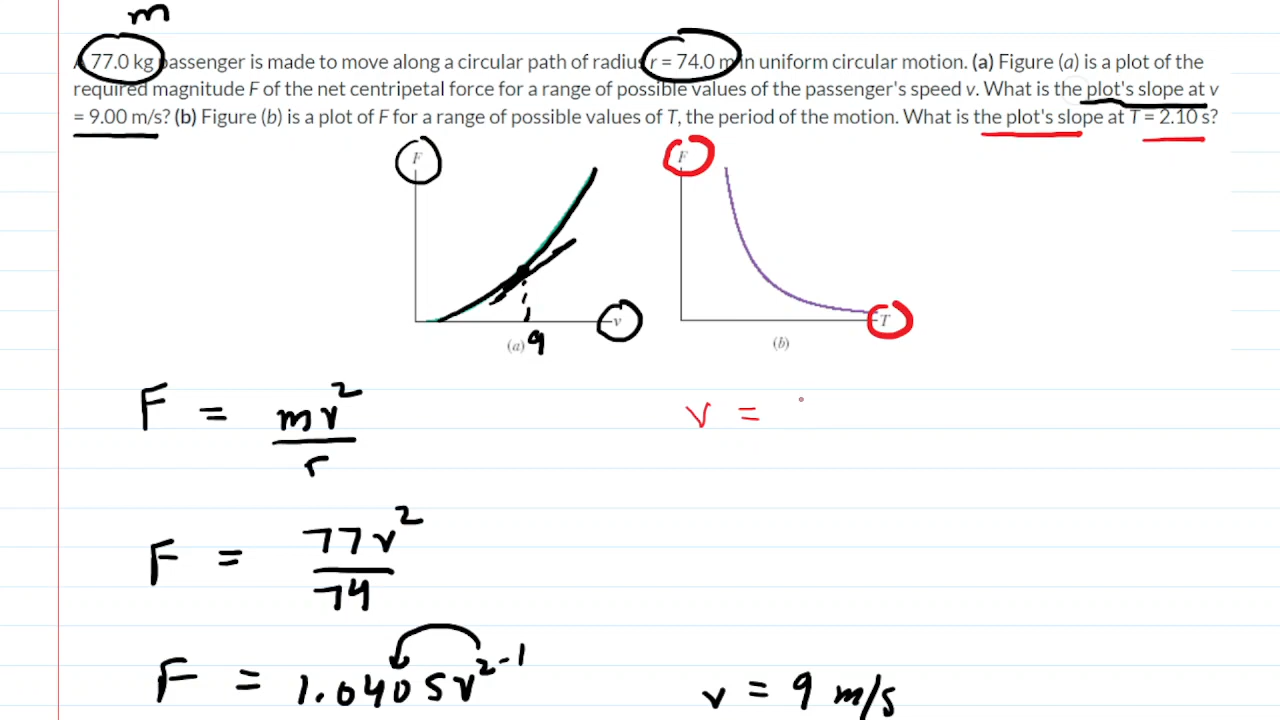 m
A 77.0 kg passenger is made to move along a circular path of radius r = 74.0 m in uniform circular motion. (a) Figure (a) is a plot of the
required magnitude F of the net centripetal force for a range of possible values of the passenger's speed v. What is the plot's slope at v
= 9.00 m/s? (b) Figure (b) is a plot of F for a range of possible values of T, the period of the motion. What is the plot's slope at T = 2.10 s?
F F
v T
(a) 9 (b)
F = mv²/r
v =
F = 77v²/74
F = 1.0405v²⁻¹
v = 9 m/s